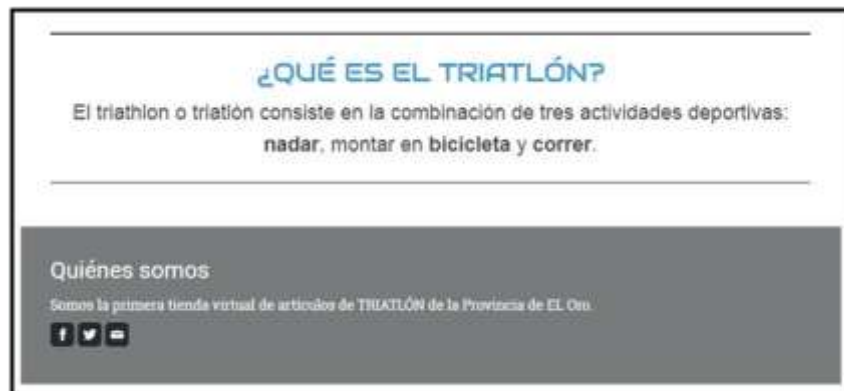 ¿QUÉ ES EL TRIATLÓN?
El triathlon o triatlón consiste en la combinación de tres actividades deportivas:
nadar, montar en bicicleta y correr.
Quiénes somos
Somos la primera tienda virtual de artículos de TRIATLÓN de la Provincia de EL Oro.